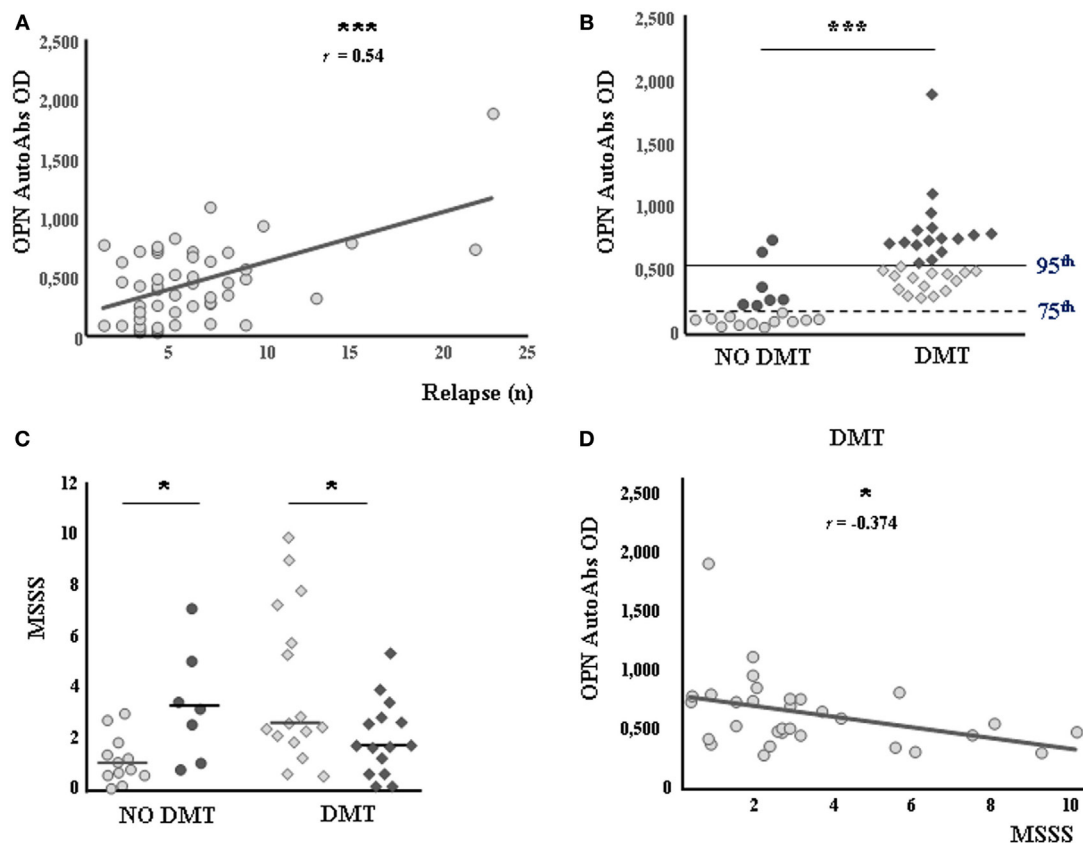 A
***
r = 0.54
OPN AutoAbs OD
2,500
2,000
1,500
1,000
0,500
0
5
10
15
20
25
Relapse (n)
B
***
OPN AutoAbs OD
2,500
2,000
1,500
1,000
0,500
0
95th
75th
NO DMT
DMT
C
*
*
MSSS
12
10
8
6
4
2
0
NO DMT
DMT
D
DMT
*
r = -0.374
OPN AutoAbs OD
2,500
2,000
1,500
1,000
0,500
0
2
4
6
8
10
MSSS